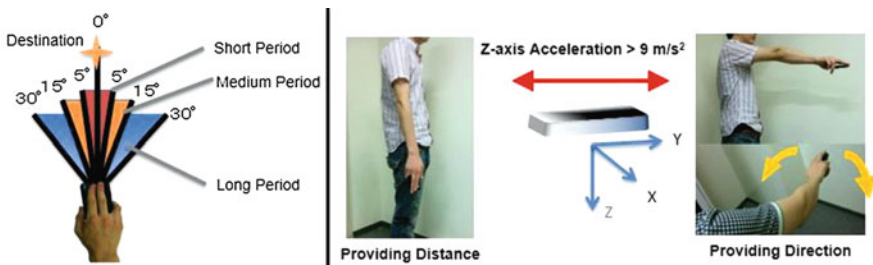 0°
Destination
Short Period
5° 5°
15° 15°
Medium Period
30° 30°
Long Period
Z-axis Acceleration > 9 m/s²
Y
X
Z
Providing Distance
Providing Direction